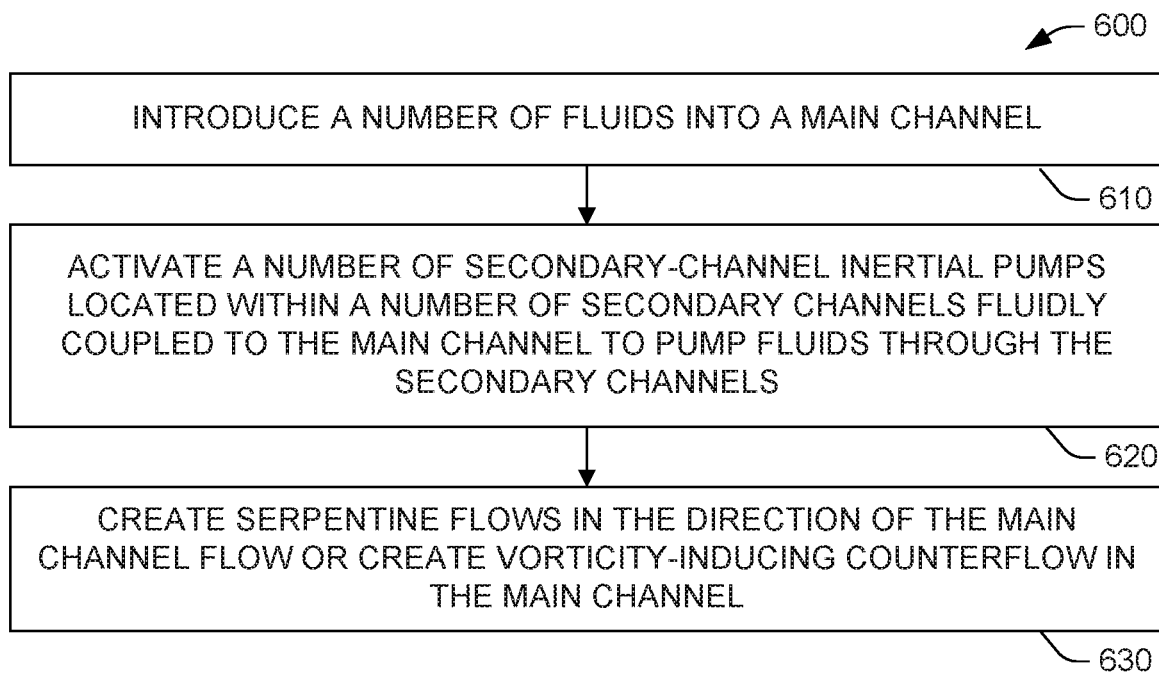 600
INTRODUCE A NUMBER OF FLUIDS INTO A MAIN CHANNEL
610
ACTIVATE A NUMBER OF SECONDARY-CHANNEL INERTIAL PUMPS
LOCATED WITHIN A NUMBER OF SECONDARY CHANNELS FLUIDLY
COUPLED TO THE MAIN CHANNEL TO PUMP FLUIDS THROUGH THE
SECONDARY CHANNELS
620
CREATE SERPENTINE FLOWS IN THE DIRECTION OF THE MAIN
CHANNEL FLOW OR CREATE VORTICITY-INDUCING COUNTERFLOW IN
THE MAIN CHANNEL
630